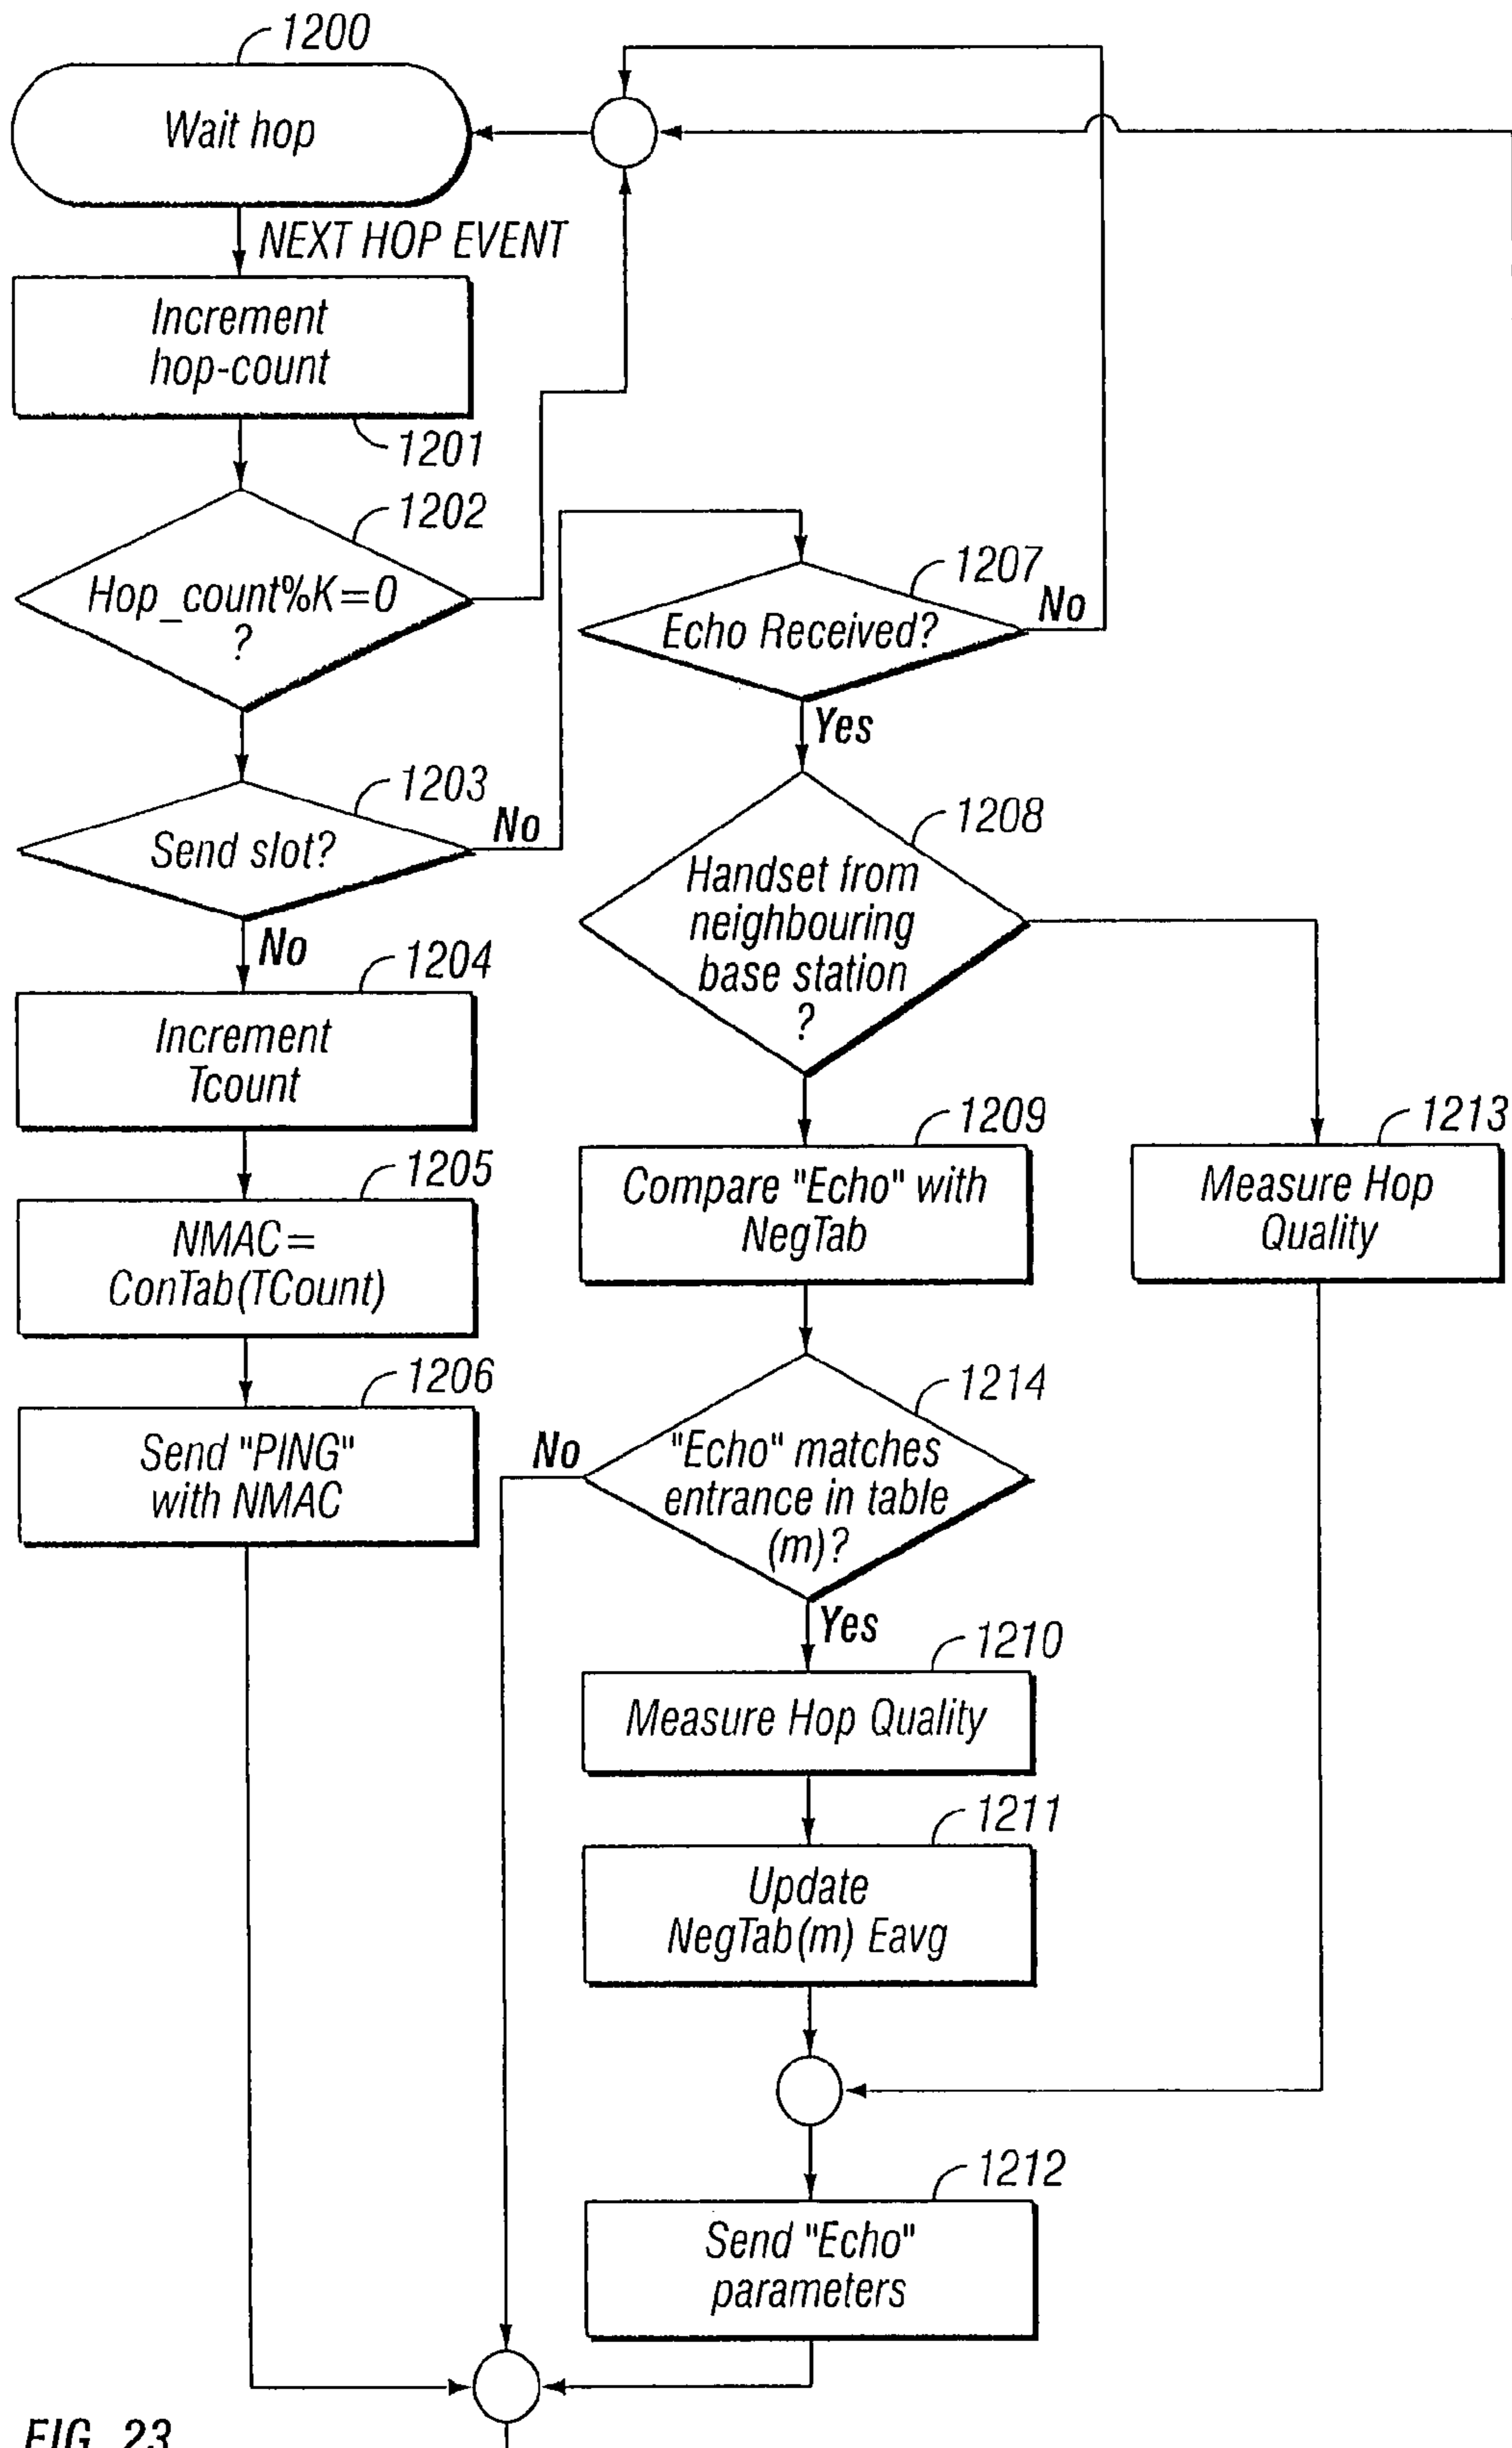 1200
Wait hop
NEXT HOP EVENT
Increment
hop-count
1201
1202
Hop_count%K=0
?
1203
Send slot?
No
No
1204
Increment
Tcount
1205
NMAC=
ConTab(TCount)
1206
Send "PING"
with NMAC
1207
Echo Received?
No
Yes
1208
Handset from
neighbouring
base station
?
1209
Compare "Echo" with
NegTab
1213
Measure Hop
Quality
1214
"Echo" matches
entrance in table
(m)?
No
Yes
1210
Measure Hop Quality
1211
Update
NegTab(m) Eavg
1212
Send "Echo"
parameters
FIG. 23